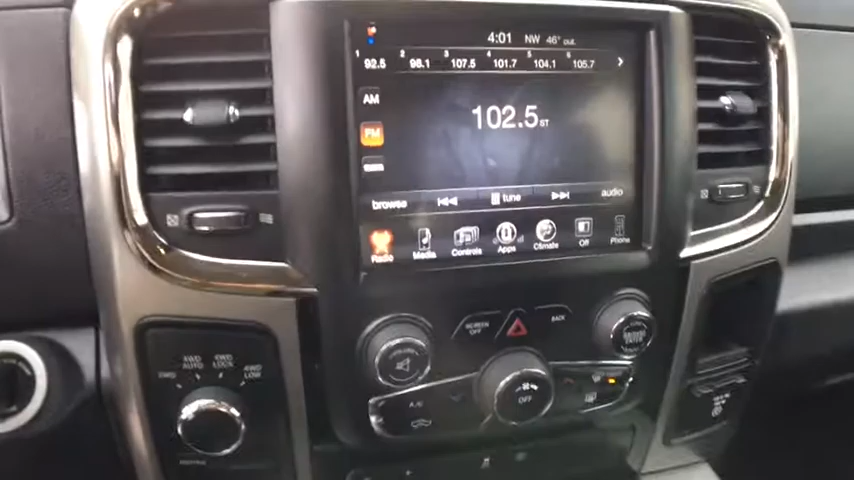 4:01 NW 46° out
1 92.5 2 98.1 3 107.5 4 101.7 5 104.1 6 105.7
AM
FM
102.5 ST
browse tune audio
Radio Media Controls Apps Climate Off Phone
SCREEN OFF BACK
4WD AUTO 4WD LOCK
2WD 4WD LOW
A/C
OFF